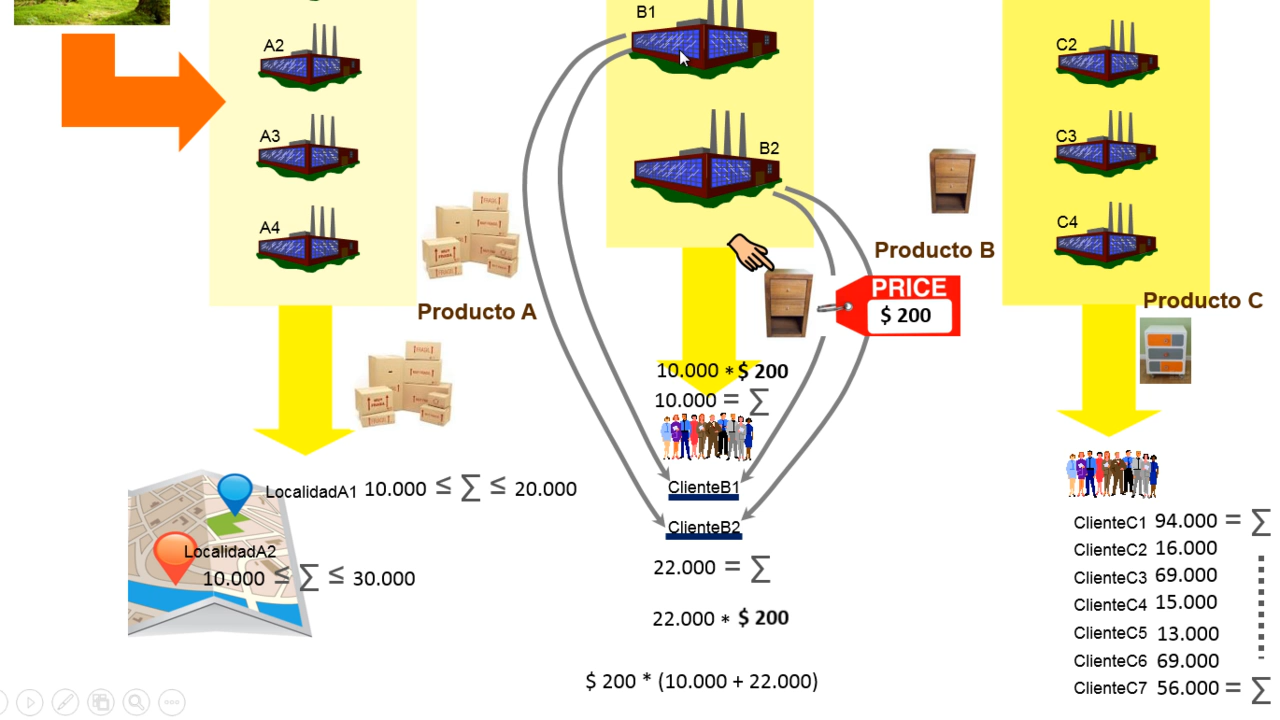 B1
A2
C2
A3
B2
C3
A4
C4
Producto B
PRICE
$ 200
Producto A
Producto C
10.000 * $ 200
10.000 = ∑
ClienteB1
ClienteB2
22.000 = ∑
22.000 * $ 200
$ 200 * (10.000 + 22.000)
LocalidadA1 10.000 ≤ ∑ ≤ 20.000
LocalidadA2
10.000 ≤ ∑ ≤ 30.000
ClienteC1 94.000 = ∑
ClienteC2 16.000
ClienteC3 69.000
ClienteC4 15.000
ClienteC5 13.000
ClienteC6 69.000
ClienteC7 56.000 = ∑